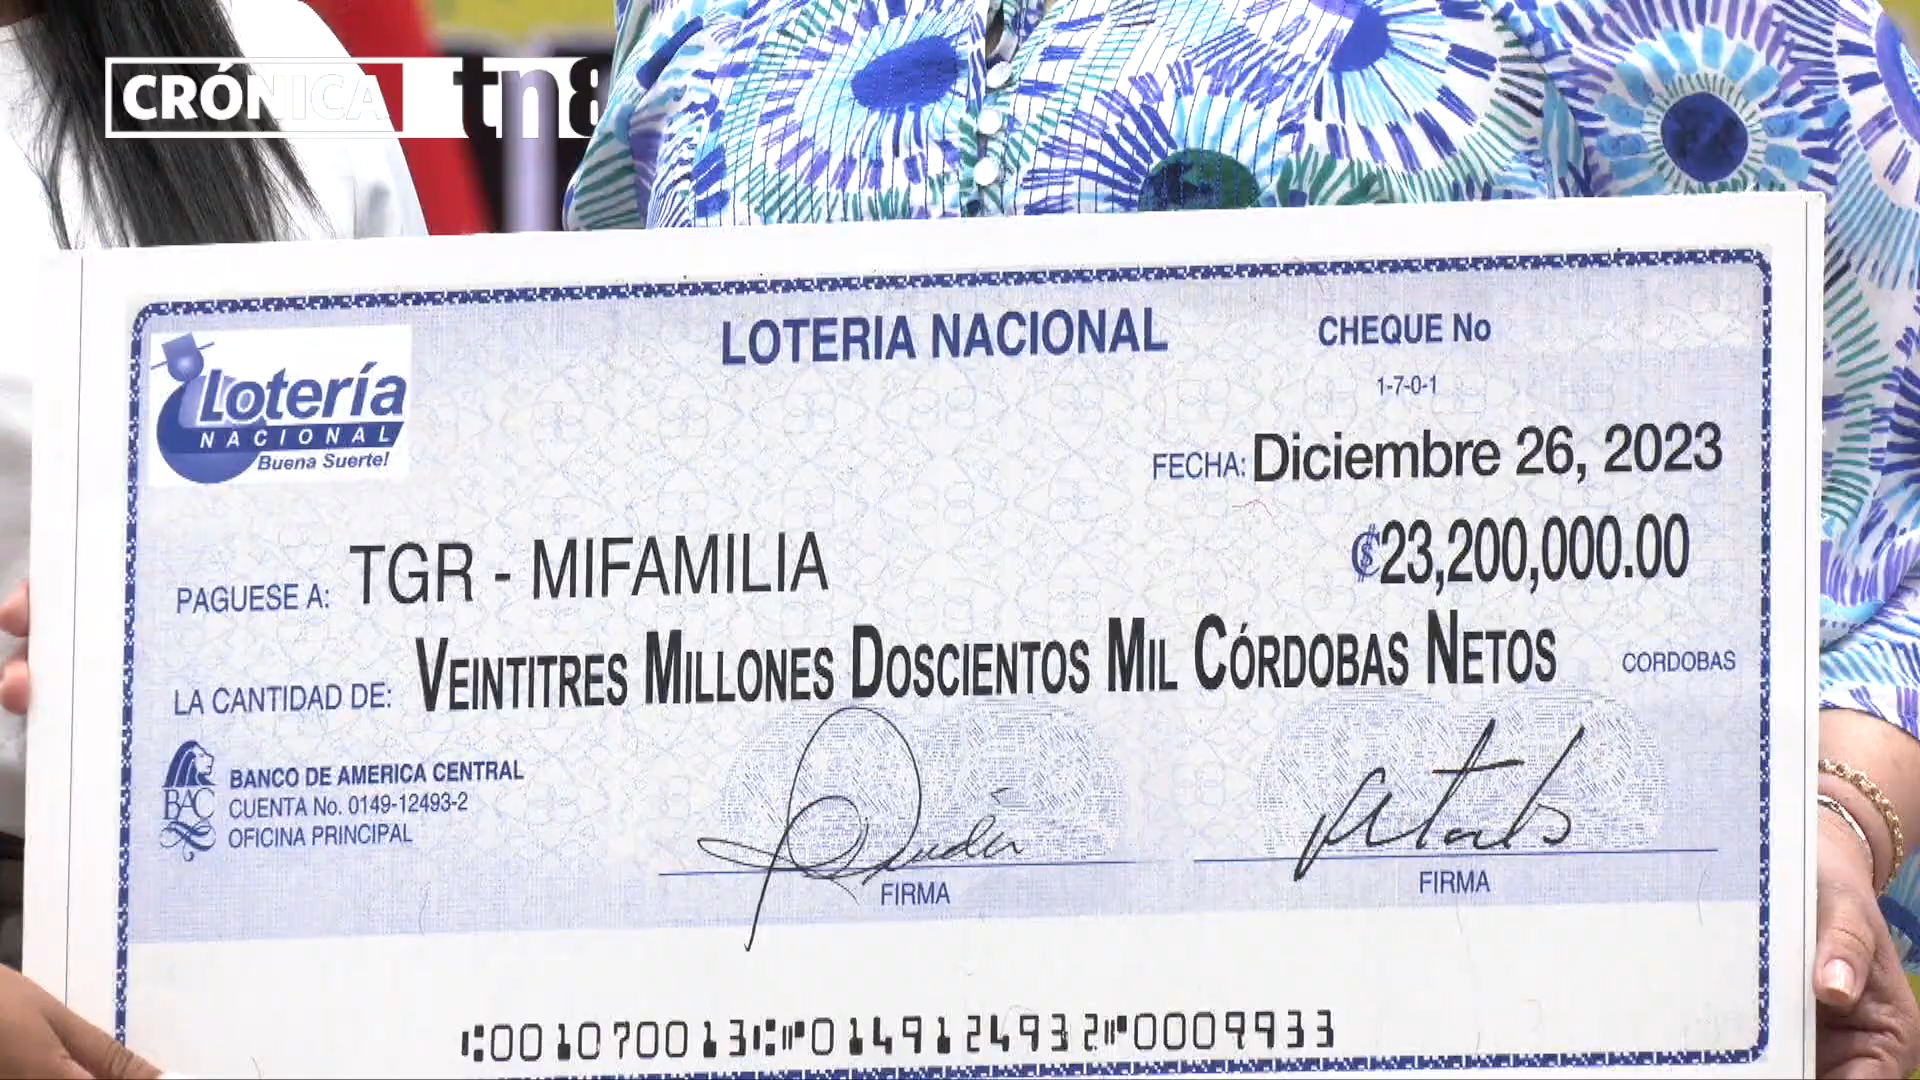 CRÓNICA tn8
LOTERIA NACIONAL
CHEQUE No
1-7-0-1
Lotería
NACIONAL
Buena Suerte!
FECHA: Diciembre 26, 2023
₡23,200,000.00
PAGUESE A: TGR - MIFAMILIA
LA CANTIDAD DE: VEINTITRES MILLONES DOSCIENTOS MIL CÓRDOBAS NETOS CORDOBAS
BAC
BANCO DE AMERICA CENTRAL
CUENTA No. 0149-12493-2
OFICINA PRINCIPAL
FIRMA
FIRMA
⑆001070013⑆⑈0149124932⑈0009933